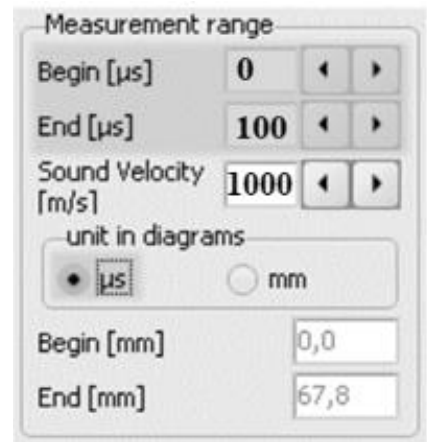 Measurement range
Begin [µs] 0
End [µs] 100
Sound Velocity
[m/s] 1000
unit in diagrams
µs mm
Begin [mm] 0,0
End [mm] 67,8